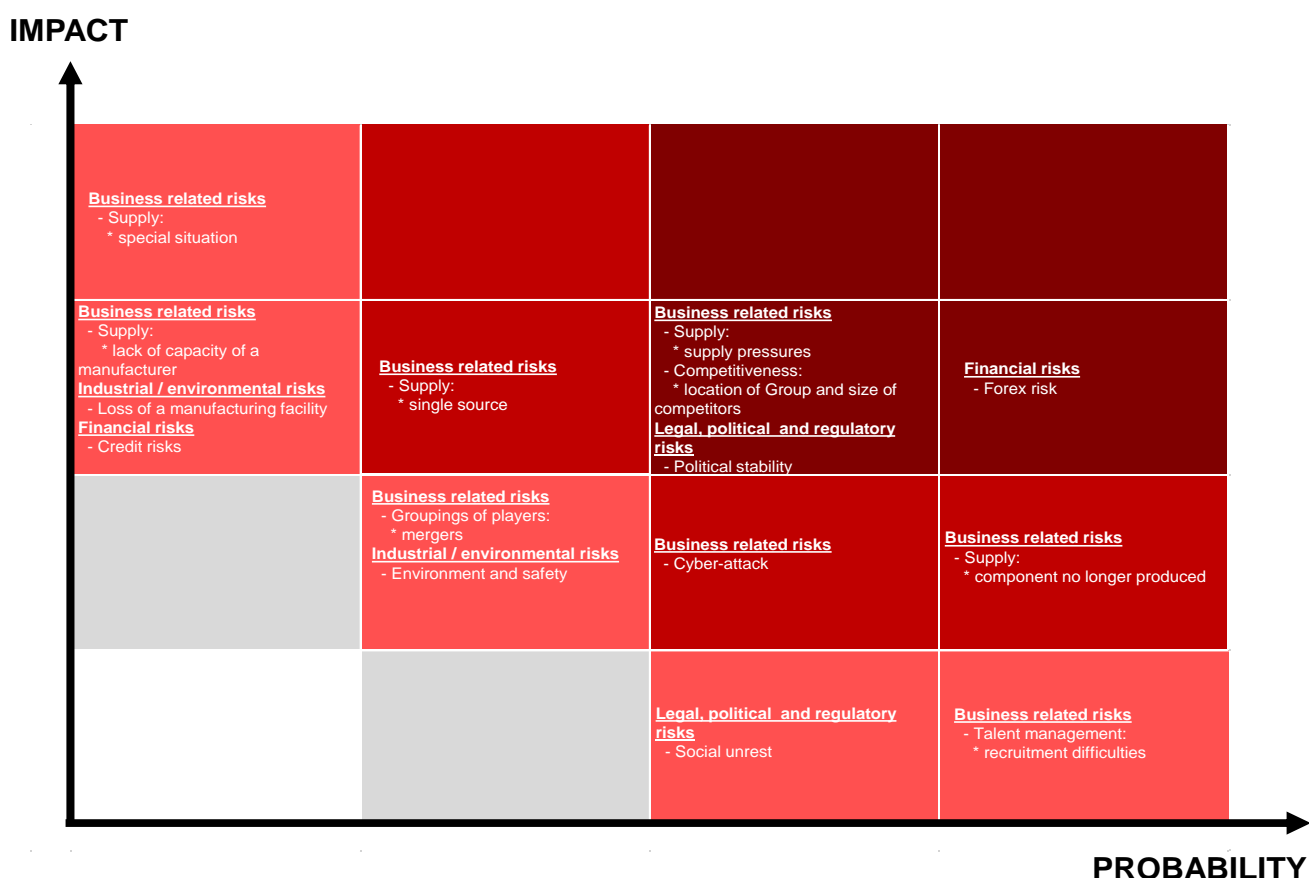 IMPACT
Business related risks
- Supply:
* special situation
Business related risks
- Supply:
* lack of capacity of a
manufacturer
Industrial / environmental risks
- Loss of a manufacturing facility
Financial risks
- Credit risks
Business related risks
- Supply:
* single source
Business related risks
- Supply:
* supply pressures
- Competitiveness:
* location of Group and size of
competitors
Legal, political and regulatory
risks
- Political stability
Financial risks
- Forex risk
Business related risks
- Groupings of players:
* mergers
Industrial / environmental risks
- Environment and safety
Business related risks
- Cyber-attack
Business related risks
- Supply:
* component no longer produced
Legal, political and regulatory
risks
- Social unrest
Business related risks
- Talent management:
* recruitment difficulties
PROBABILITY